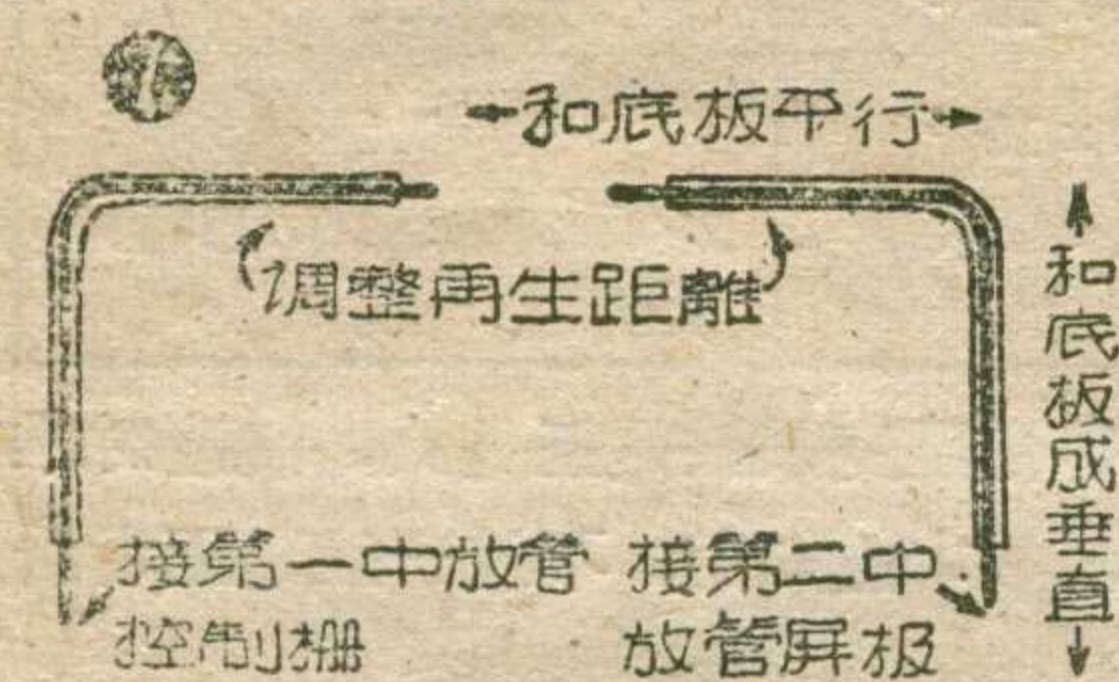 ←和底板平行→
调整再生距離
和底板成垂直
接第一中放管
控制栅
接第二中
放管屏极